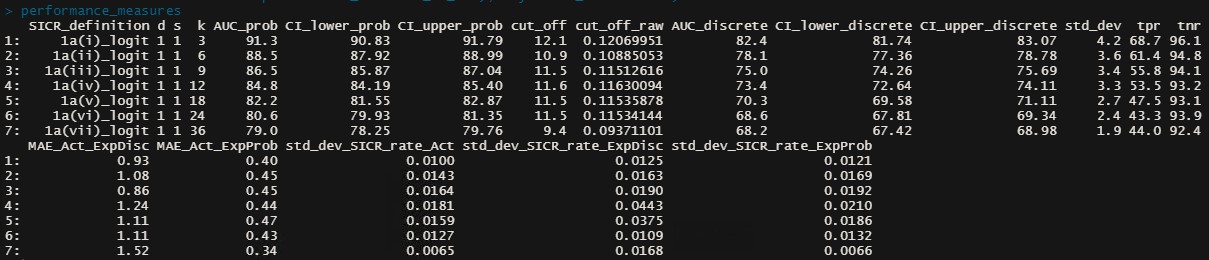 > performance_measures
SICR_definition d s k AUC_prob CI_lower_prob CI_upper_prob cut_off cut_off_raw AUC_discrete CI_lower_discrete CI_upper_discrete std_dev tpr tnr
1: 1a(i)_logit 1 1 3 91.3 90.83 91.79 12.1 0.12069951 82.4 81.74 83.07 4.2 68.7 96.1
2: 1a(ii)_logit 1 1 6 88.5 87.92 88.99 10.9 0.10885053 78.1 77.36 78.78 3.6 61.4 94.8
3: 1a(iii)_logit 1 1 9 86.5 85.87 87.04 11.5 0.11512616 75.0 74.26 75.69 3.4 55.8 94.1
4: 1a(iv)_logit 1 1 12 84.8 84.19 85.40 11.6 0.11630094 73.4 72.64 74.11 3.3 53.5 93.2
5: 1a(v)_logit 1 1 18 82.2 81.55 82.87 11.5 0.11535878 70.3 69.58 71.11 2.7 47.5 93.1
6: 1a(vi)_logit 1 1 24 80.6 79.93 81.35 11.5 0.11534144 68.6 67.81 69.34 2.4 43.3 93.9
7: 1a(vii)_logit 1 1 36 79.0 78.25 79.76 9.4 0.09371101 68.2 67.42 68.98 1.9 44.0 92.4
MAE_Act_ExpDisc MAE_Act_ExpProb std_dev_SICR_rate_Act std_dev_SICR_rate_ExpDisc std_dev_SICR_rate_ExpProb
1: 0.93 0.40 0.0100 0.0125 0.0121
2: 1.08 0.45 0.0143 0.0163 0.0169
3: 0.86 0.45 0.0164 0.0190 0.0192
4: 1.24 0.44 0.0181 0.0443 0.0210
5: 1.11 0.47 0.0159 0.0375 0.0186
6: 1.11 0.43 0.0127 0.0109 0.0132
7: 1.52 0.34 0.0065 0.0168 0.0066